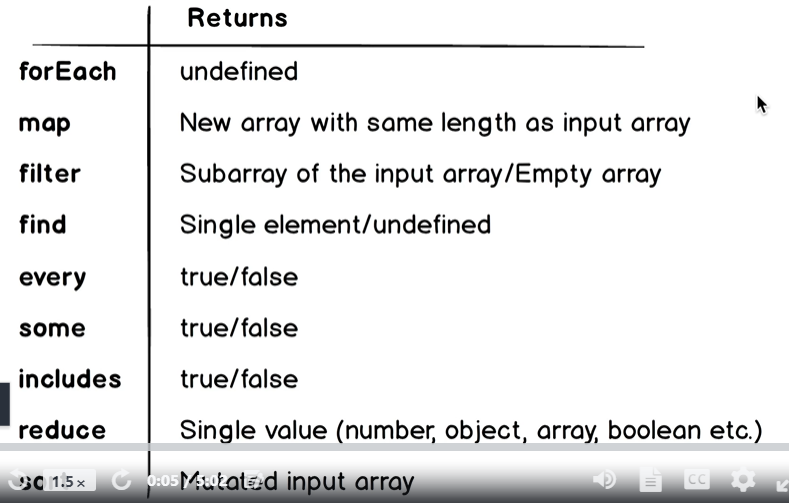 Returns
forEach undefined
map New array with same length as input array
filter Subarray of the input array/Empty array
find Single element/undefined
every true/false
some true/false
includes true/false
reduce Single value (number, object, array, boolean etc.)
1.5× 0:05 / 5:02 Mutated input array
CC